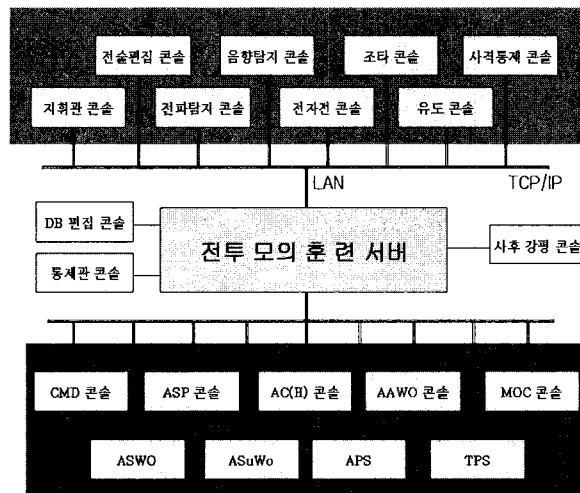 전술편집 콘솔
음향탐지 콘솔
조타 콘솔
사격통제 콘솔
지휘관 콘솔
전파탐지 콘솔
전자전 콘솔
유도 콘솔
LAN
TCP/IP
DB 편집 콘솔
통제관 콘솔
전투 모의 훈 련 서버
사후 강평 콘솔
CMD 콘솔
ASP 콘솔
AC(H) 콘솔
AAWO 콘솔
MOC 콘솔
ASWO
ASuWo
APS
TPS